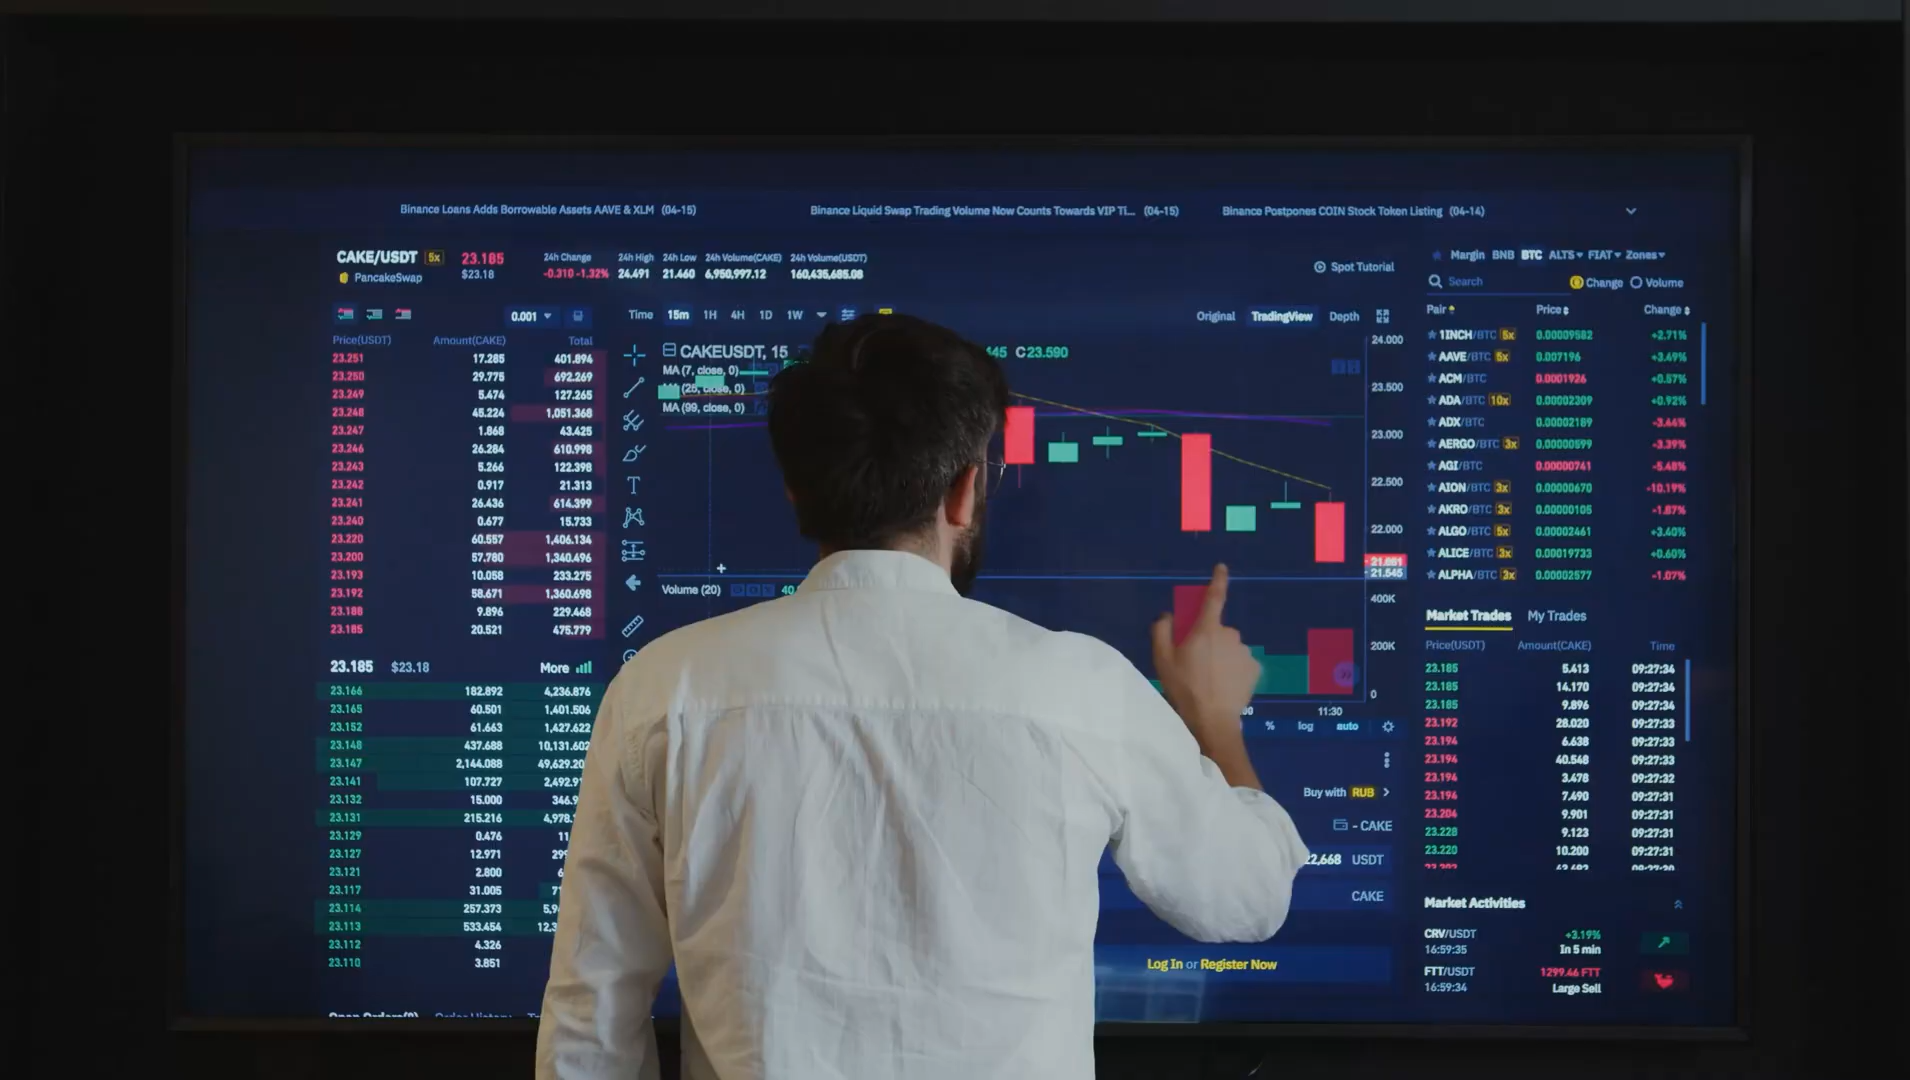 Binance Loans Adds Borrowable Assets AAVE & XLM (04-15)
Binance Liquid Swap Trading Volume Now Counts Towards VIP Ti... (04-15)
Binance Postpones COIN Stock Token Listing (04-14)
CAKE/USDT 5x 23.185
PancakeSwap $23.18
24h Change 24h High 24h Low 24h Volume(CAKE) 24h Volume(USDT)
-0.310 -1.32% 24.491 21.460 6,950,997.12 160,435,685.08
Spot Tutorial
0.001
Price(USDT) Amount(CAKE) Total
23.251 17.285 401.894
23.250 29.775 692.269
23.249 5.474 127.265
23.248 45.224 1,051.368
23.247 1.868 43.425
23.246 26.284 610.998
23.243 5.266 122.398
23.242 0.917 21.313
23.241 26.436 614.399
23.240 0.677 15.733
23.220 60.557 1,406.134
23.200 57.780 1,340.496
23.193 10.058 233.275
23.192 58.671 1,360.698
23.188 9.896 229.468
23.185 20.521 475.779
23.185 $23.18 More
23.166 182.892 4,236.876
23.165 60.501 1,401.506
23.152 61.663 1,427.622
23.148 437.688 10,131.602
23.147 2,144.088 49,629.20
23.141 107.727 2,492.9
23.132 15.000 346.9
23.131 215.216 4,978.
23.129 0.476 11
23.127 12.971 299
23.121 2.800 6
23.117 31.005 71
23.114 257.373 5,9
23.113 533.454 12,3
23.112 4.326
23.110 3.851
Open Orders(0) Order History
Time 15m 1H 4H 1D 1W
Original TradingView Depth
CAKEUSDT, 15 445 C23.590
MA (7, close, 0)
(25, close, 0)
MA (99, close, 0)
24.000
23.500
23.000
22.500
22.000
21.545
Volume (20) 40
400K
200K
0
00 11:30
% log auto
Buy with RUB
- CAKE
22,668 USDT
CAKE
Log In or Register Now
Margin BNB BTC ALTS FIAT Zones
Search Change Volume
Pair Price Change
1INCH/BTC 5x 0.00009582 +2.71%
AAVE/BTC 5x 0.007196 +3.49%
ACM/BTC 0.0001926 +0.57%
ADA/BTC 10x 0.00002309 +0.92%
ADX/BTC 0.00002189 -3.44%
AERGO/BTC 3x 0.00000599 -3.39%
AGI/BTC 0.00000741 -5.48%
AION/BTC 3x 0.00000670 -10.19%
AKRO/BTC 3x 0.00000105 -1.87%
ALGO/BTC 5x 0.00002461 +3.40%
ALICE/BTC 3x 0.00019733 +0.60%
ALPHA/BTC 3x 0.00002577 -1.07%
Market Trades My Trades
Price(USDT) Amount(CAKE) Time
23.185 5.413 09:27:34
23.185 14.170 09:27:34
23.185 9.896 09:27:34
23.192 28.020 09:27:33
23.194 6.638 09:27:33
23.194 40.548 09:27:33
23.194 3.478 09:27:32
23.194 7.490 09:27:31
23.204 9.901 09:27:31
23.228 9.123 09:27:31
23.220 10.200 09:27:31
Market Activities
CRV/USDT +3.19%
16:59:35 In 5 min
FTT/USDT 1299.46 FTT
16:59:34 Large Sell